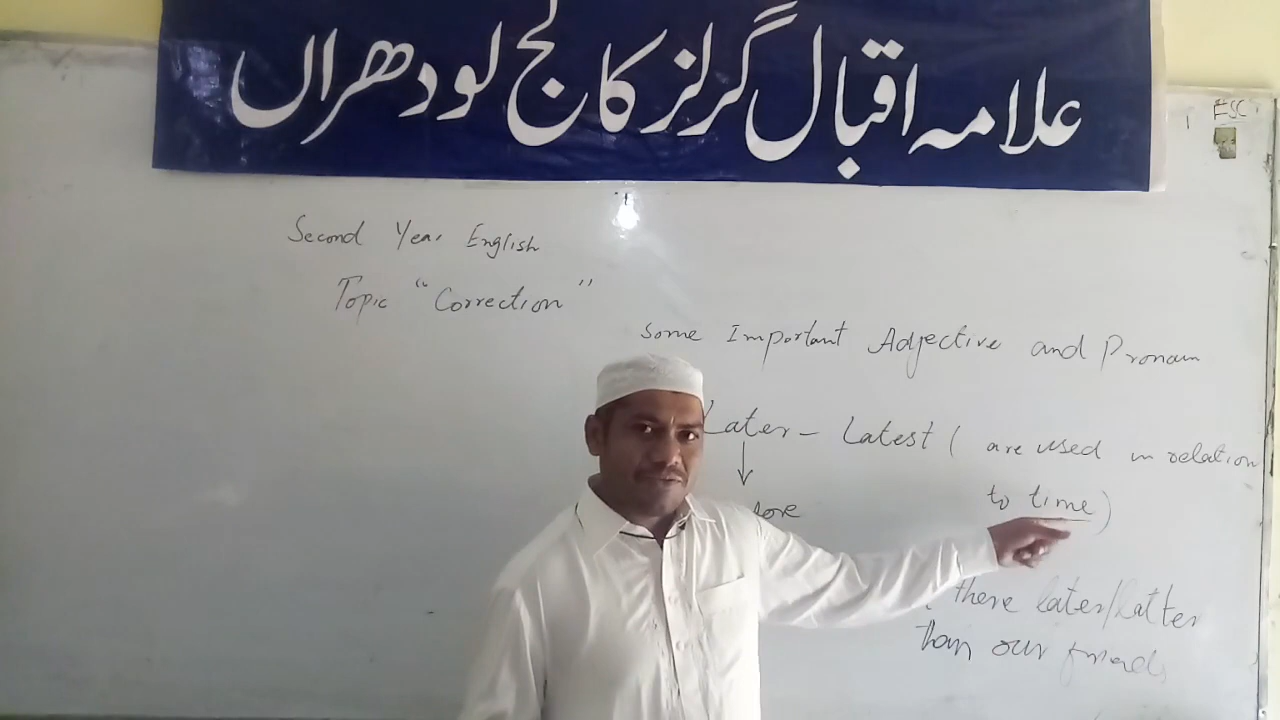 علامہ اقبال گرلز کالج لودھراں
FSC
Second Year English
Topic "Correction"
Some Important Adjective and Pronoun
Later - Latest ( are used in relation
to time)
there later/latter
than our friends